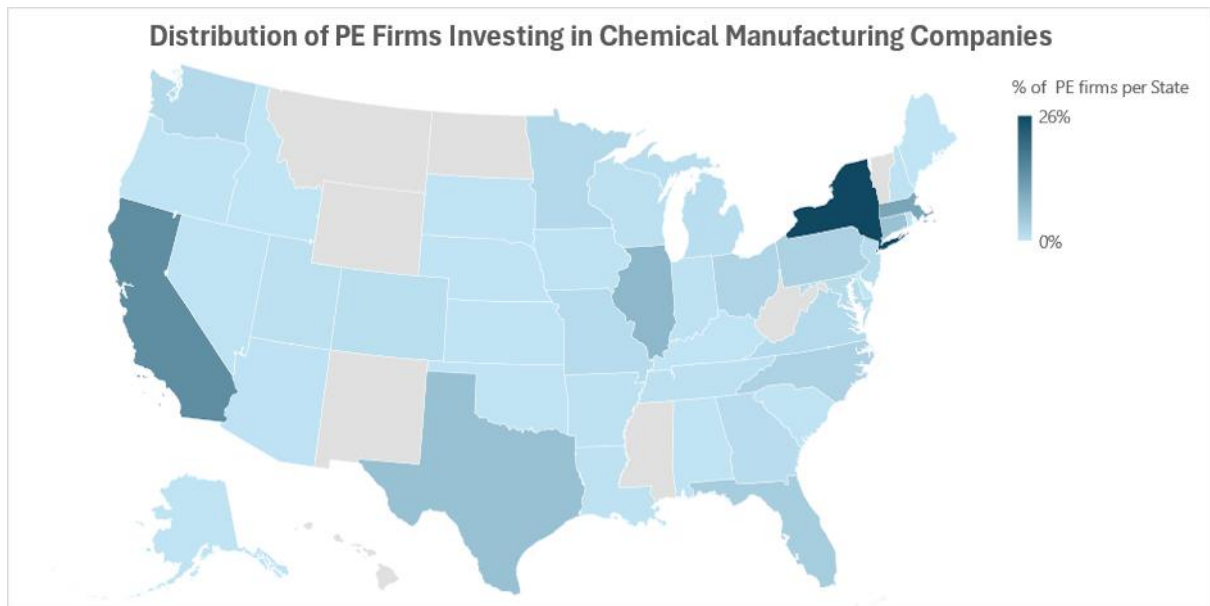 Distribution of PE Firms Investing in Chemical Manufacturing Companies
% of PE firms per State
26%
0%